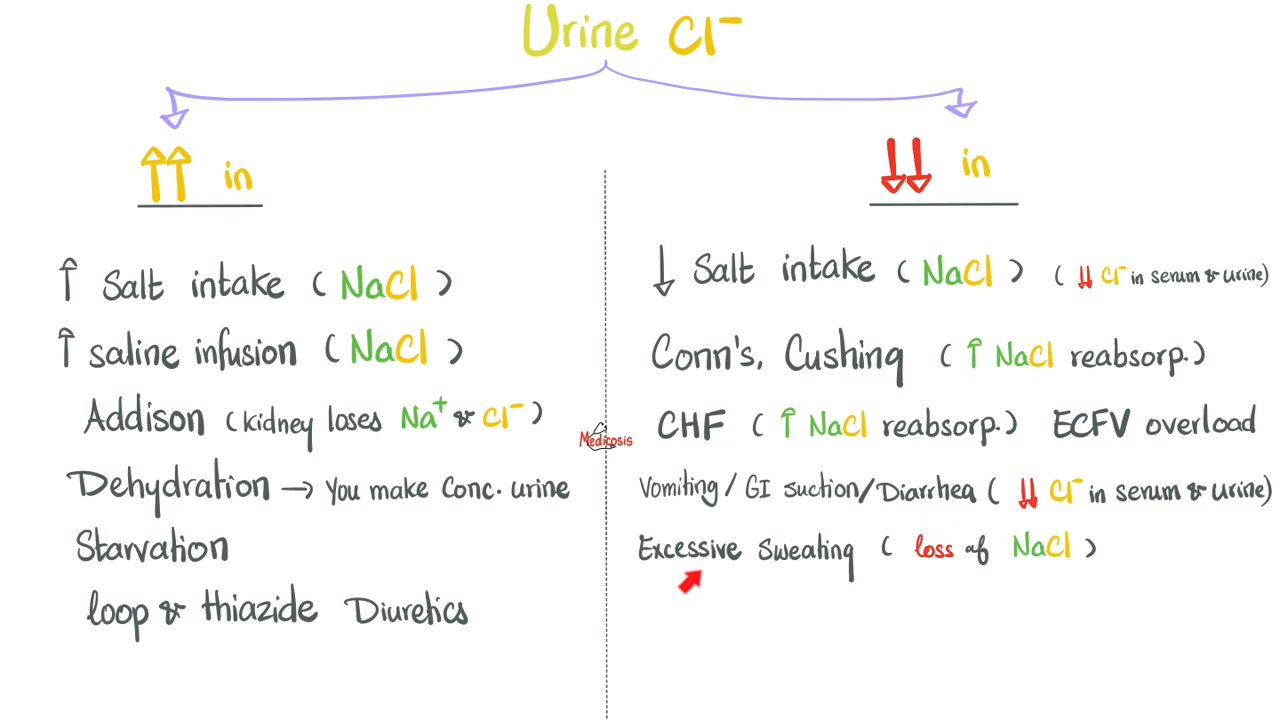 Urine Cl⁻
↑↑ in
↑ Salt intake (NaCl)
↑ saline infusion (NaCl)
Addison (kidney loses Na⁺ & Cl⁻)
Dehydration → You make Conc. urine
Starvation
loop & thiazide Diuretics
Medicosis
↓↓ in
↓ Salt intake (NaCl) (↓↓ Cl⁻ in serum & urine)
Conn's, Cushing (↑ NaCl reabsorp.)
CHF (↑ NaCl reabsorp.) ECFV overload
Vomiting / GI suction/Diarrhea (↓↓ Cl⁻ in serum & urine)
Excessive Sweating (loss of NaCl)